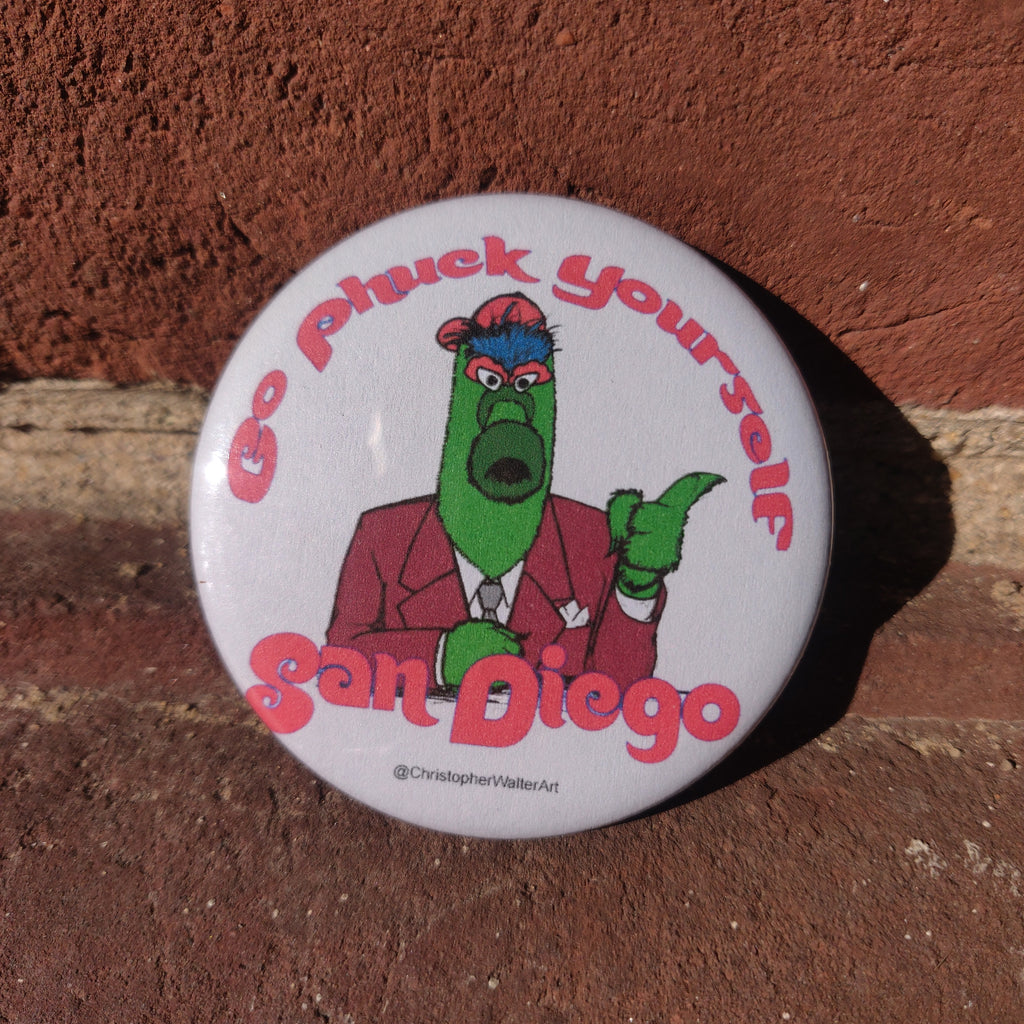 Go Phuck Yourself
San Diego
@ChristopherWalterArt